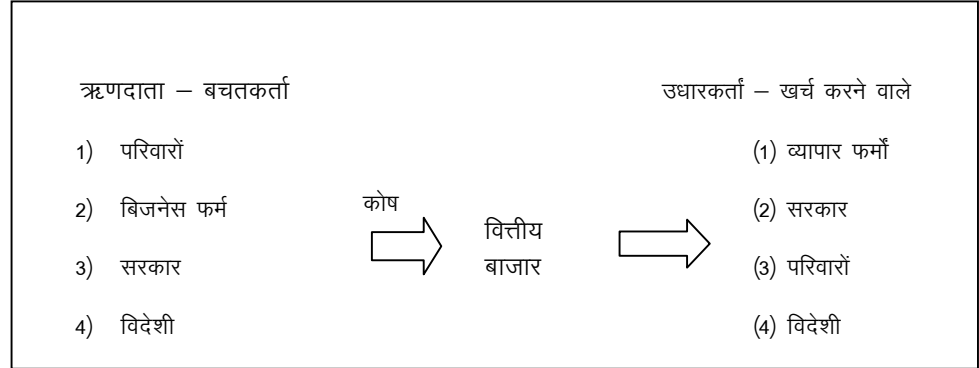 ऋणदाता – बचतकर्ता
1) परिवारों
2) बिजनेस फर्म
3) सरकार
4) विदेशी
कोष
वित्तीय
बाजार
उधारकर्तां – खर्च करने वाले
(1) व्यापार फर्मों
(2) सरकार
(3) परिवारों
(4) विदेशी